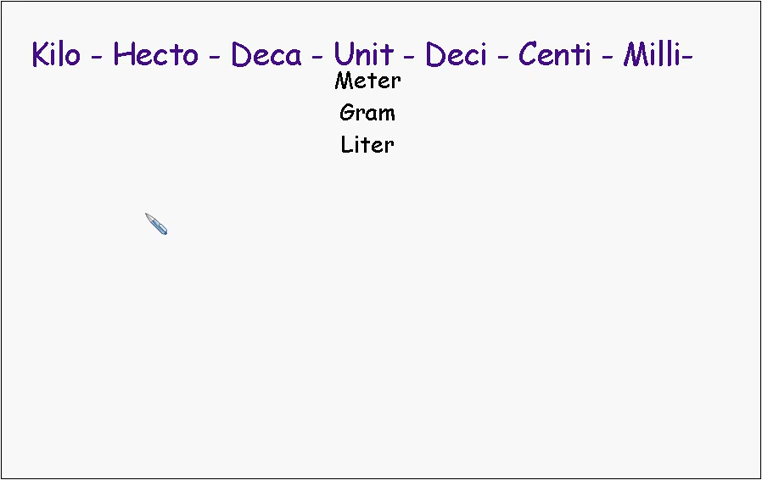 Kilo - Hecto - Deca - Unit - Deci - Centi - Milli-
Meter
Gram
Liter